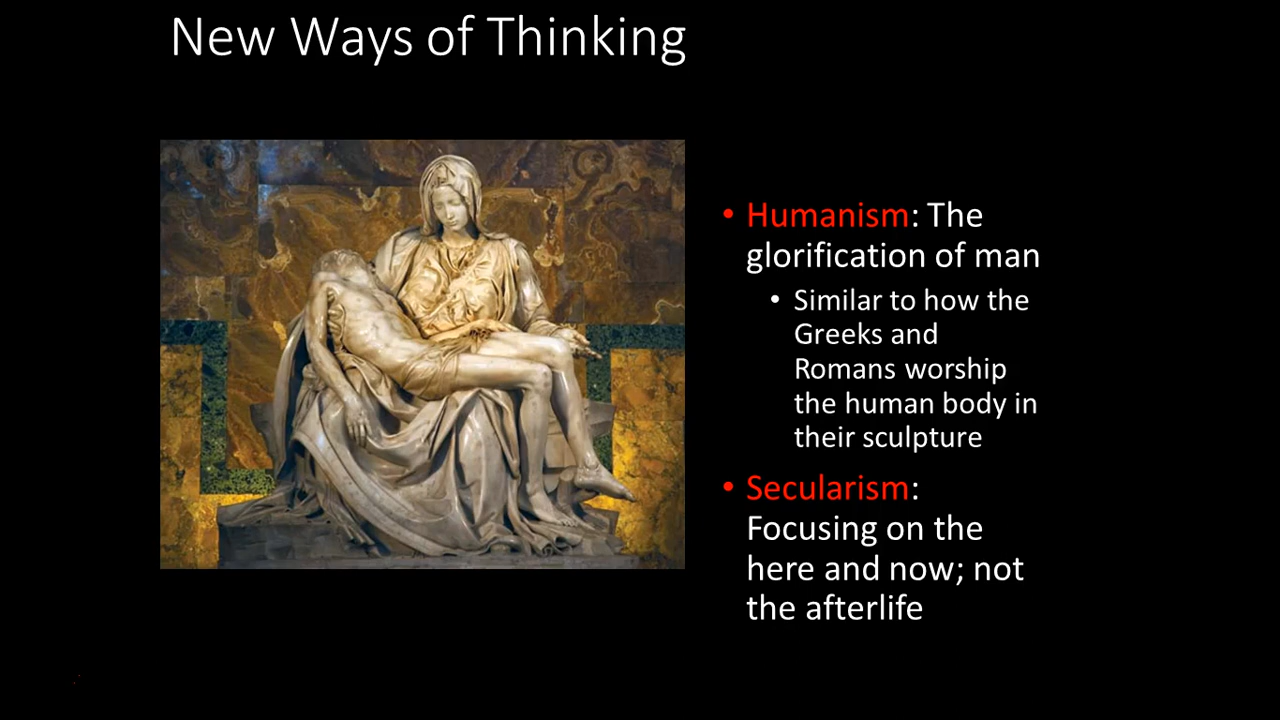 New Ways of Thinking
• Humanism: The
glorification of man
• Similar to how the
Greeks and
Romans worship
the human body in
their sculpture
• Secularism:
Focusing on the
here and now; not
the afterlife